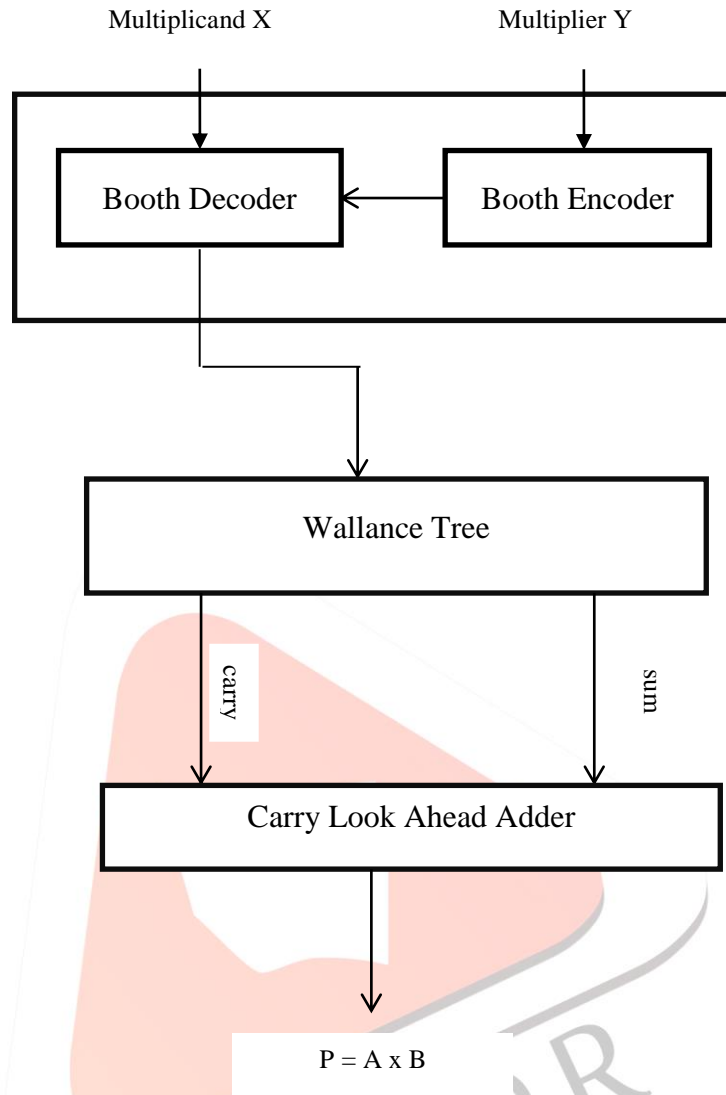 Multiplicand X
Multiplier Y
Booth Decoder
Booth Encoder
Wallance Tree
carry
sum
Carry Look Ahead Adder
P = A x B